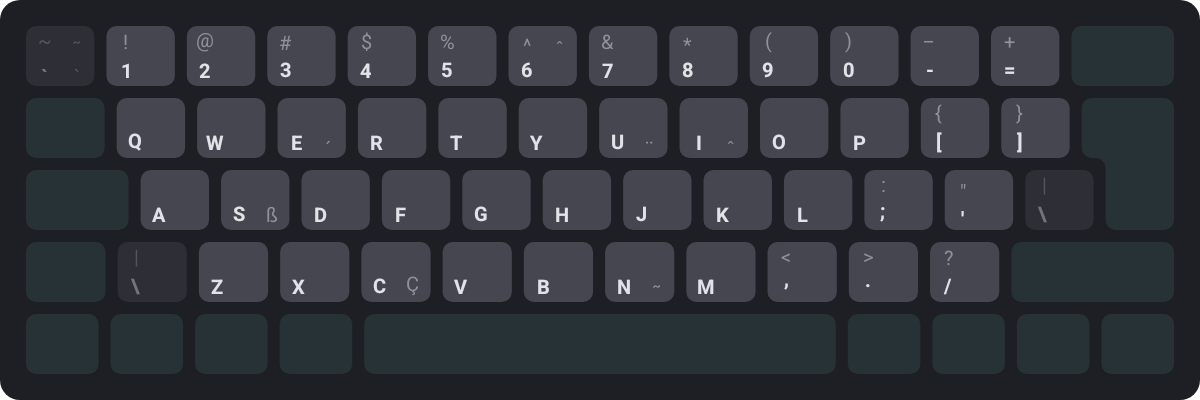 ~ ~ ! @ # $ % ^ ^ & * ( ) − +
` ` 1 2 3 4 5 6 7 8 9 0 - =
{ }
Q W E ´ R T Y U ¨ I ^ O P [ ]
: " |
A S ß D F G H J K L ; ' \
| < > ?
\ Z X C Ç V B N ~ M , . /